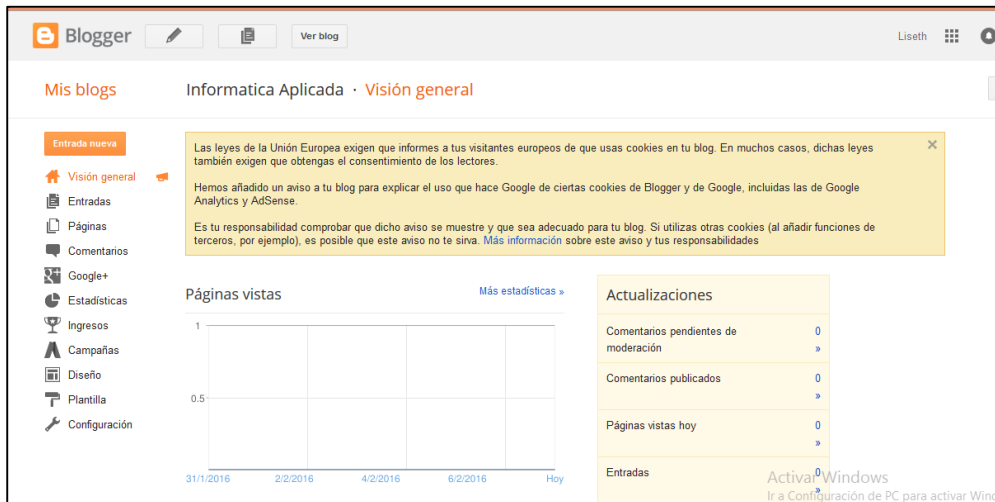 Blogger
Ver blog
Liseth
Mis blogs
Informatica Aplicada · Visión general
Entrada nueva
Visión general
Entradas
Páginas
Comentarios
Google+
Estadísticas
Ingresos
Campañas
Diseño
Plantilla
Configuración
Las leyes de la Unión Europea exigen que informes a tus visitantes europeos de que usas cookies en tu blog. En muchos casos, dichas leyes
también exigen que obtengas el consentimiento de los lectores.
Hemos añadido un aviso a tu blog para explicar el uso que hace Google de ciertas cookies de Blogger y de Google, incluidas las de Google
Analytics y AdSense.
Es tu responsabilidad comprobar que dicho aviso se muestre y que sea adecuado para tu blog. Si utilizas otras cookies (al añadir funciones de
terceros, por ejemplo), es posible que este aviso no te sirva. Más información sobre este aviso y tus responsabilidades
Páginas vistas
Más estadísticas »
1
0.5
31/1/2016 2/2/2016 4/2/2016 6/2/2016 Hoy
Actualizaciones
Comentarios pendientes de 0
moderación »
Comentarios publicados 0
»
Páginas vistas hoy 0
»
Entradas 0
»
Activar Windows
Ir a Configuración de PC para activar Wind